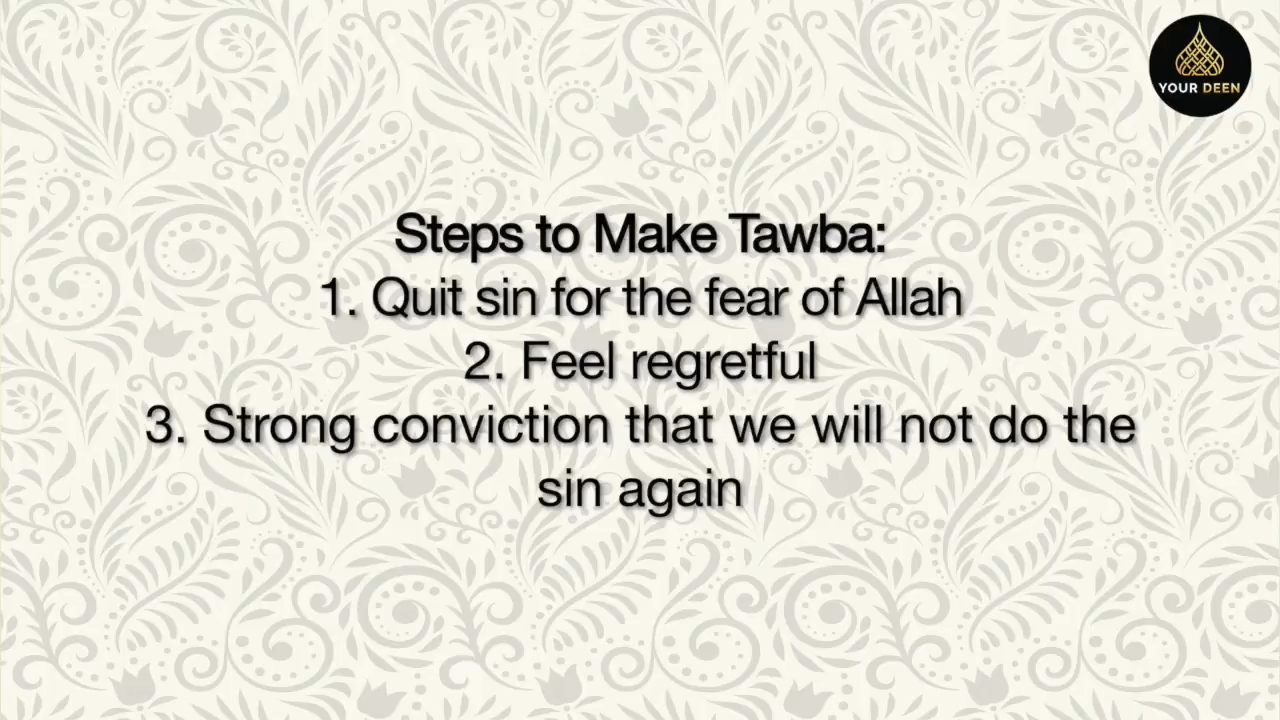 YOUR DEEN
Steps to Make Tawba:
1. Quit sin for the fear of Allah
2. Feel regretful
3. Strong conviction that we will not do the
sin again